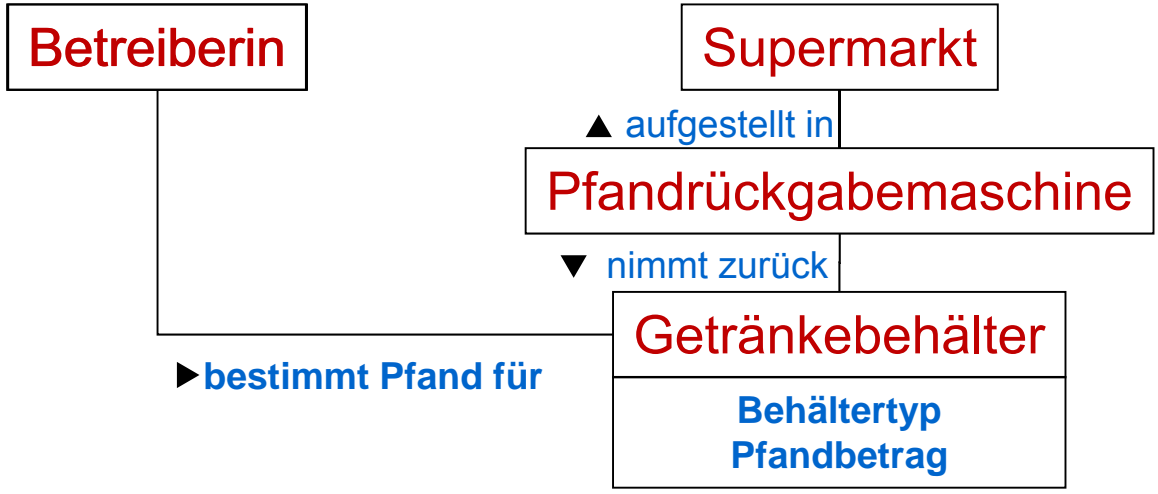 Betreiberin
Supermarkt
▲ aufgestellt in
Pfandrückgabemaschine
▼ nimmt zurück
Getränkebehälter
▶bestimmt Pfand für
Behältertyp
Pfandbetrag